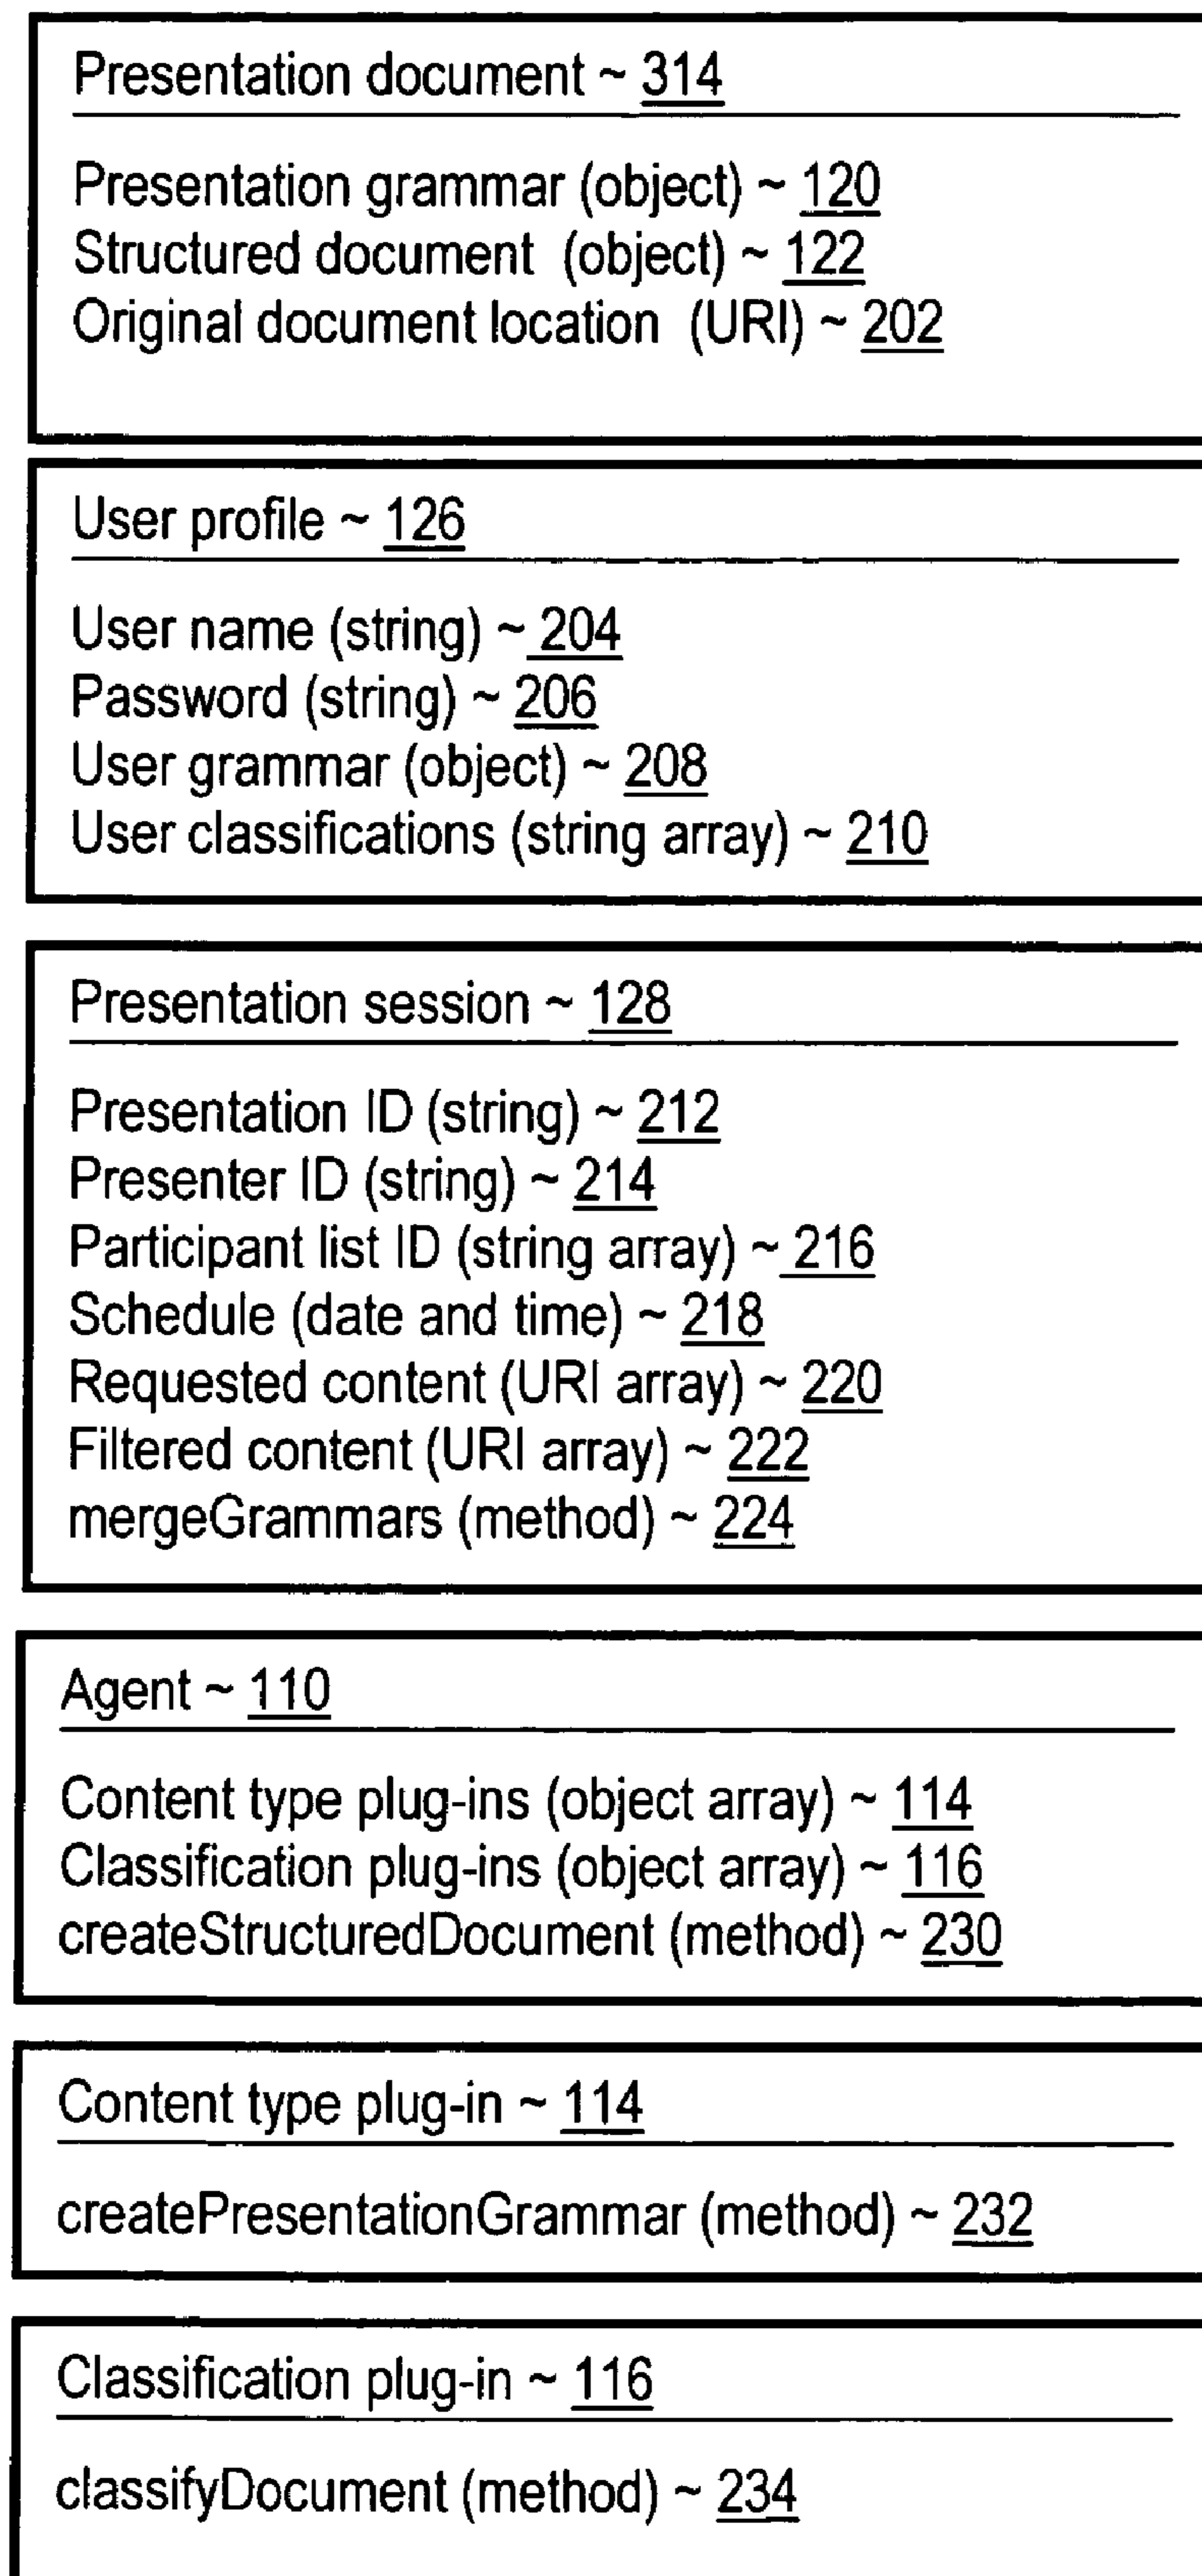 Presentation document ~ 314
Presentation grammar (object) ~ 120
Structured document (object) ~ 122
Original document location (URI) ~ 202
User profile ~ 126
User name (string) ~ 204
Password (string) ~ 206
User grammar (object) ~ 208
User classifications (string array) ~ 210
Presentation session ~ 128
Presentation ID (string) ~ 212
Presenter ID (string) ~ 214
Participant list ID (string array) ~ 216
Schedule (date and time) ~ 218
Requested content (URI array) ~ 220
Filtered content (URI array) ~ 222
mergeGrammars (method) ~ 224
Agent ~ 110
Content type plug-ins (object array) ~ 114
Classification plug-ins (object array) ~ 116
createStructuredDocument (method) ~ 230
Content type plug-in ~ 114
createPresentationGrammar (method) ~ 232
Classification plug-in ~ 116
classifyDocument (method) ~ 234